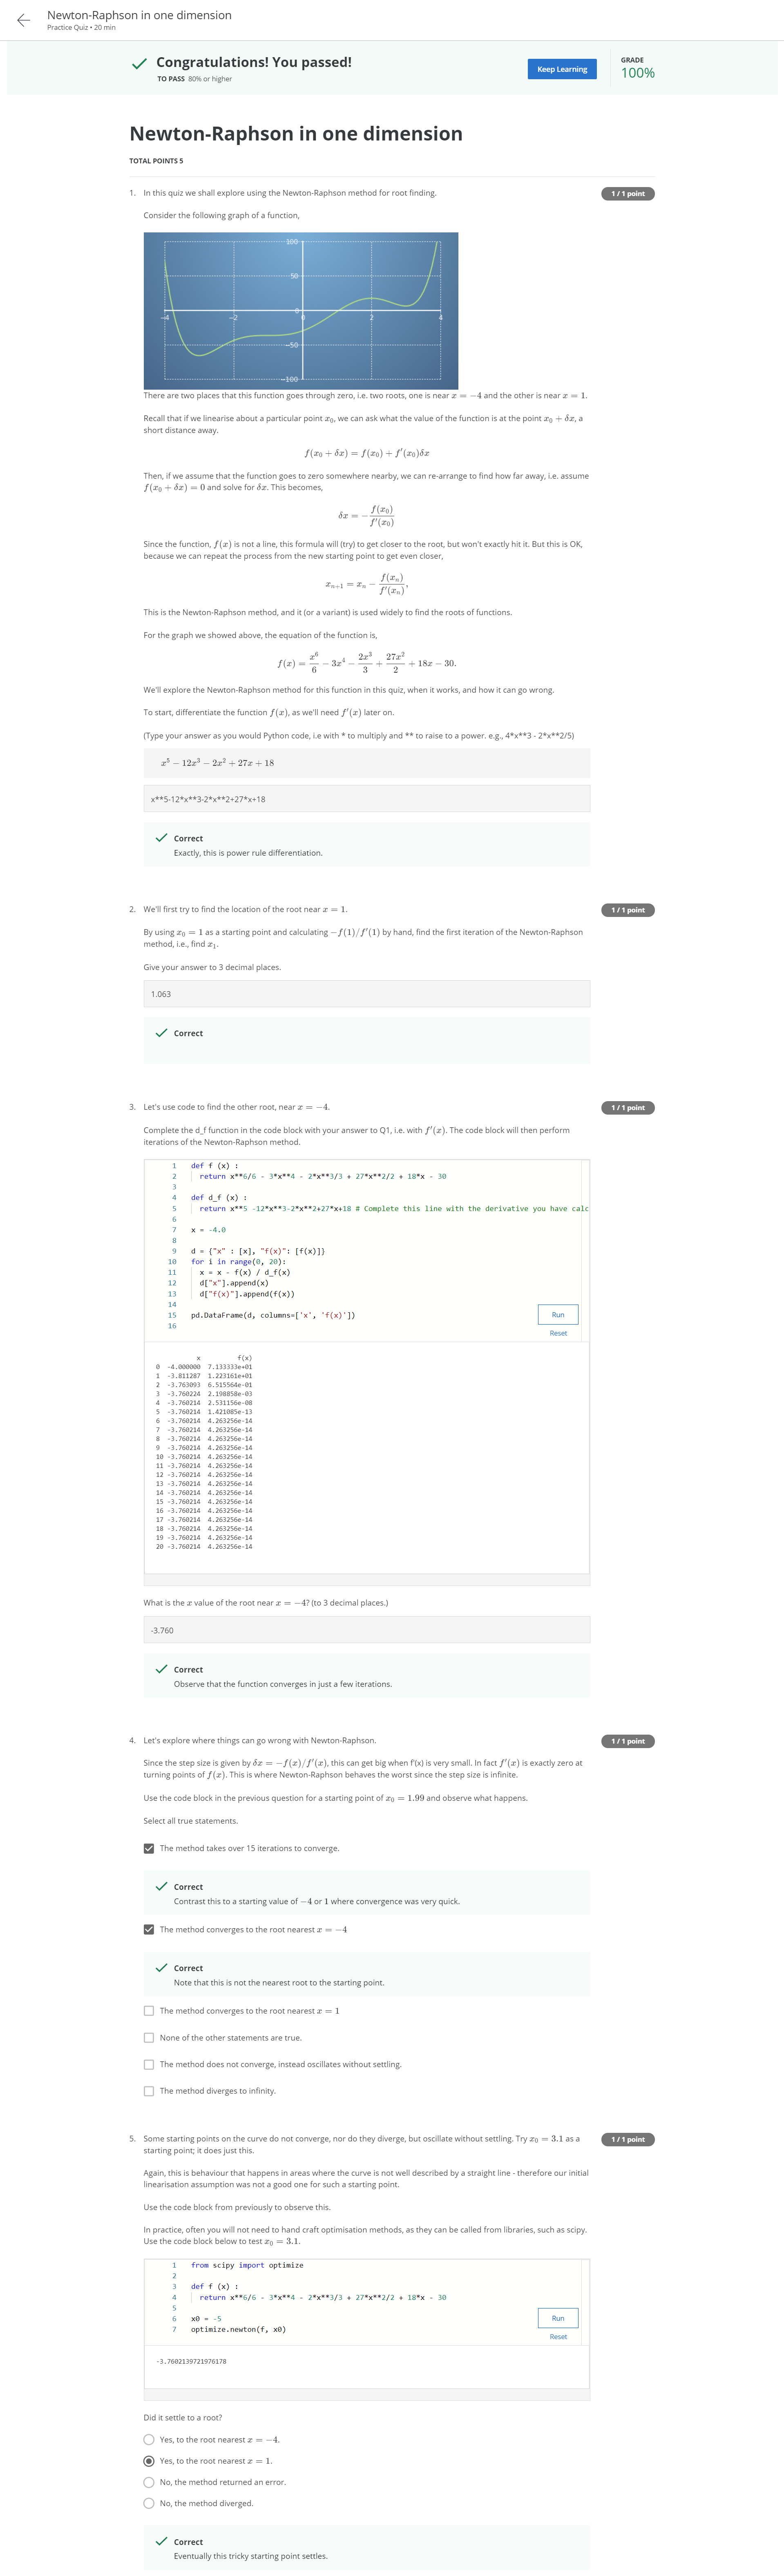 Newton-Raphson in one dimension
Practice Quiz • 20 min
Congratulations! You passed!
TO PASS 80% or higher
Keep Learning
GRADE
100%
Newton-Raphson in one dimension
TOTAL POINTS 5
1. In this quiz we shall explore using the Newton-Raphson method for root finding.
1 / 1 point
Consider the following graph of a function,
100
50
−4 −2 0 0 2 4
−50
−100
There are two places that this function goes through zero, i.e. two roots, one is near x = −4 and the other is near x = 1.
Recall that if we linearise about a particular point x₀, we can ask what the value of the function is at the point x₀ + δx, a
short distance away.
f(x₀ + δx) = f(x₀) + f′(x₀)δx
Then, if we assume that the function goes to zero somewhere nearby, we can re-arrange to find how far away, i.e. assume
f(x₀ + δx) = 0 and solve for δx. This becomes,
δx = − f(x₀) / f′(x₀)
Since the function, f(x) is not a line, this formula will (try) to get closer to the root, but won't exactly hit it. But this is OK,
because we can repeat the process from the new starting point to get even closer,
xₙ₊₁ = xₙ − f(xₙ) / f′(xₙ),
This is the Newton-Raphson method, and it (or a variant) is used widely to find the roots of functions.
For the graph we showed above, the equation of the function is,
f(x) = x⁶/6 − 3x⁴ − 2x³/3 + 27x²/2 + 18x − 30.
We'll explore the Newton-Raphson method for this function in this quiz, when it works, and how it can go wrong.
To start, differentiate the function f(x), as we'll need f′(x) later on.
(Type your answer as you would Python code, i.e with * to multiply and ** to raise to a power. e.g., 4*x**3 - 2*x**2/5)
x⁵ − 12x³ − 2x² + 27x + 18
x**5-12*x**3-2*x**2+27*x+18
Correct
Exactly, this is power rule differentiation.
2. We'll first try to find the location of the root near x = 1.
1 / 1 point
By using x₀ = 1 as a starting point and calculating −f(1)/f′(1) by hand, find the first iteration of the Newton-Raphson
method, i.e., find x₁.
Give your answer to 3 decimal places.
1.063
Correct
3. Let's use code to find the other root, near x = −4.
1 / 1 point
Complete the d_f function in the code block with your answer to Q1, i.e. with f′(x). The code block will then perform
iterations of the Newton-Raphson method.
1 def f (x) :
2 return x**6/6 - 3*x**4 - 2*x**3/3 + 27*x**2/2 + 18*x - 30
3
4 def d_f (x) :
5 return x**5 -12*x**3-2*x**2+27*x+18 # Complete this line with the derivative you have calc
6
7 x = -4.0
8
9 d = {"x" : [x], "f(x)": [f(x)]}
10 for i in range(0, 20):
11 x = x - f(x) / d_f(x)
12 d["x"].append(x)
13 d["f(x)"].append(f(x))
14
15 pd.DataFrame(d, columns=['x', 'f(x)'])
16
Run
Reset
x f(x)
0 -4.000000 7.133333e+01
1 -3.811287 1.223161e+01
2 -3.763093 6.515564e-01
3 -3.760224 2.198858e-03
4 -3.760214 2.531156e-08
5 -3.760214 1.421085e-13
6 -3.760214 4.263256e-14
7 -3.760214 4.263256e-14
8 -3.760214 4.263256e-14
9 -3.760214 4.263256e-14
10 -3.760214 4.263256e-14
11 -3.760214 4.263256e-14
12 -3.760214 4.263256e-14
13 -3.760214 4.263256e-14
14 -3.760214 4.263256e-14
15 -3.760214 4.263256e-14
16 -3.760214 4.263256e-14
17 -3.760214 4.263256e-14
18 -3.760214 4.263256e-14
19 -3.760214 4.263256e-14
20 -3.760214 4.263256e-14
What is the x value of the root near x = −4? (to 3 decimal places.)
-3.760
Correct
Observe that the function converges in just a few iterations.
4. Let's explore where things can go wrong with Newton-Raphson.
1 / 1 point
Since the step size is given by δx = −f(x)/f′(x), this can get big when f'(x) is very small. In fact f′(x) is exactly zero at
turning points of f(x). This is where Newton-Raphson behaves the worst since the step size is infinite.
Use the code block in the previous question for a starting point of x₀ = 1.99 and observe what happens.
Select all true statements.
The method takes over 15 iterations to converge.
Correct
Contrast this to a starting value of −4 or 1 where convergence was very quick.
The method converges to the root nearest x = −4
Correct
Note that this is not the nearest root to the starting point.
The method converges to the root nearest x = 1
None of the other statements are true.
The method does not converge, instead oscillates without settling.
The method diverges to infinity.
5. Some starting points on the curve do not converge, nor do they diverge, but oscillate without settling. Try x₀ = 3.1 as a
1 / 1 point
starting point; it does just this.
Again, this is behaviour that happens in areas where the curve is not well described by a straight line - therefore our initial
linearisation assumption was not a good one for such a starting point.
Use the code block from previously to observe this.
In practice, often you will not need to hand craft optimisation methods, as they can be called from libraries, such as scipy.
Use the code block below to test x₀ = 3.1.
1 from scipy import optimize
2
3 def f (x) :
4 return x**6/6 - 3*x**4 - 2*x**3/3 + 27*x**2/2 + 18*x - 30
5
6 x0 = -5
7 optimize.newton(f, x0)
Run
Reset
-3.7602139721976178
Did it settle to a root?
Yes, to the root nearest x = −4.
Yes, to the root nearest x = 1.
No, the method returned an error.
No, the method diverged.
Correct
Eventually this tricky starting point settles.